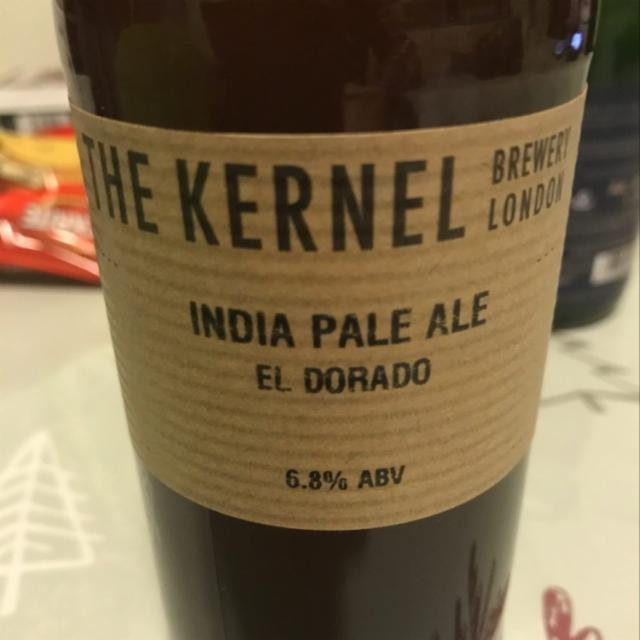 THE KERNEL BREWERY LONDON
INDIA PALE ALE
EL DORADO
6.8% ABV